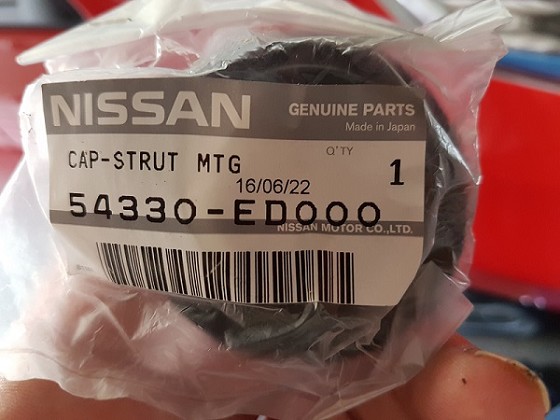 NISSAN
GENUINE PARTS
Made in Japan
CAP-STRUT MTG
Q'TY
1
16/06/22
54330-ED000
NISSAN MOTOR CO.,LTD.